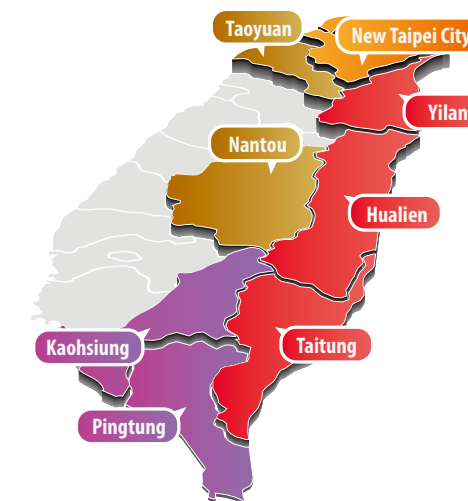 Taoyuan
New Taipei City
Yilan
Nantou
Hualien
Kaohsiung
Taitung
Pingtung